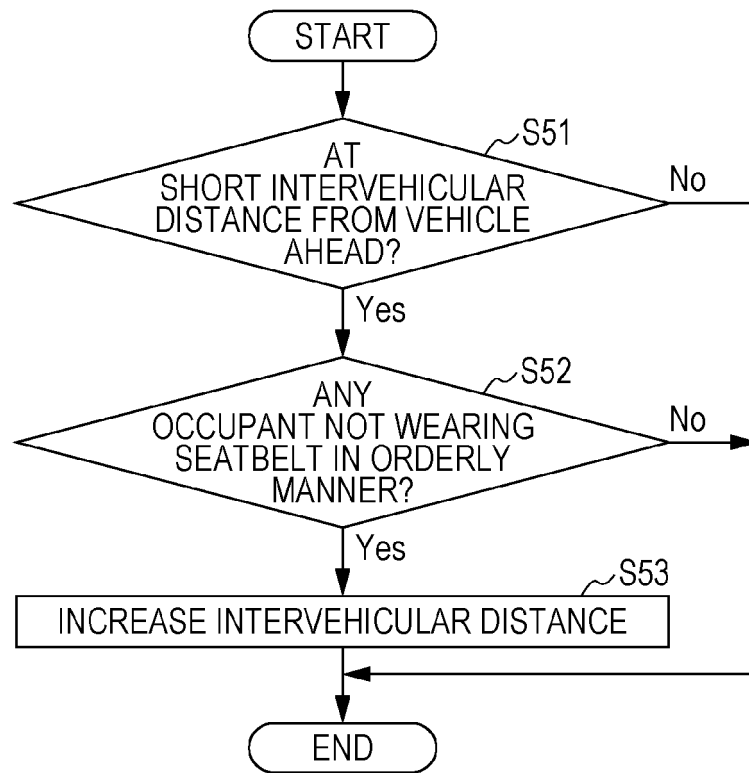 START
S51
AT
SHORT INTERVEHICULAR
DISTANCE FROM VEHICLE
AHEAD?
No
Yes
S52
ANY
OCCUPANT NOT WEARING
SEATBELT IN ORDERLY
MANNER?
No
Yes
S53
INCREASE INTERVEHICULAR DISTANCE
END